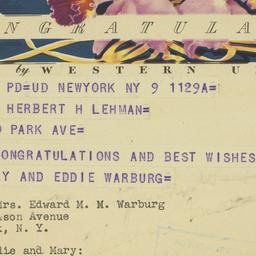 NGRATULA
by WESTERN U
PD=UD NEWYORK NY 9 1129A=
HERBERT H LEHMAN=
PARK AVE=
ONGRATULATIONS AND BEST WISHES
Y AND EDDIE WARBURG=
rs. Edward M. M. Warburg
son Avenue
, N. Y.
ie and Mary: